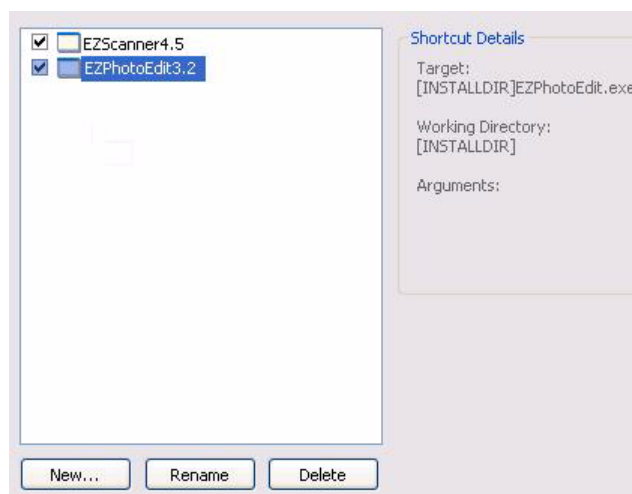 EZScanner4.5
EZPhotoEdit3.2
Shortcut Details
Target:
[INSTALLDIR]EZPhotoEdit.exe
Working Directory:
[INSTALLDIR]
Arguments:
New...
Rename
Delete